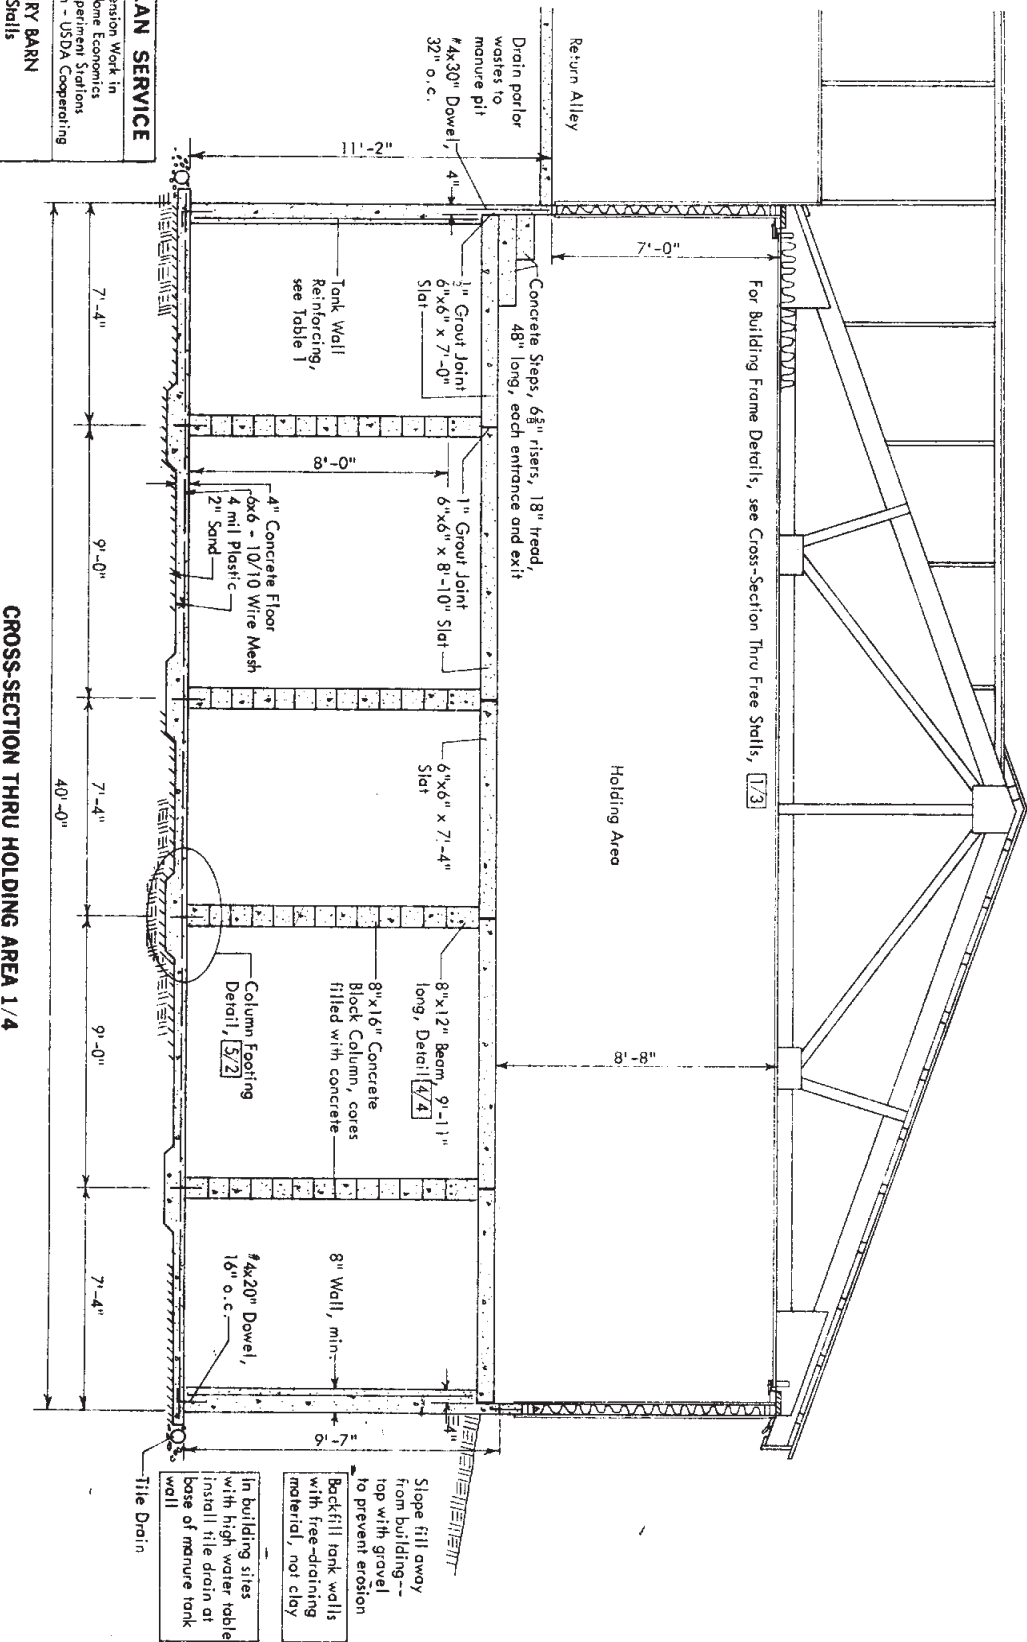 AN SERVICE
ension Work in
ome Economics
periment Stations
n - USDA Cooperating
RY BARN
Stalls
Return Alley
Drain parlor
wastes to
manure pit
#4x30" Dowel,
32" o.c.
11'-2"
4"
7'-0"
For Building Frame Details, see Cross-Section Thru Free Stalls, 1/3
Concrete Steps, 6⅝" risers, 18" tread,
48" long, each entrance and exit
½" Grout Joint
6"x6" x 7'-0"
Slat
Tank Wall
Reinforcing,
see Table 1
1" Grout Joint
6"x6" x 8'-10" Slat
8'-0"
4" Concrete Floor
6x6 - 10/10 Wire Mesh
4 mil Plastic
2" Sand
Holding Area
6"x6" x 7'-4"
Slat
8'-8"
8"x12" Beam, 9'-11"
long, Detail 4/4
8"x16" Concrete
Block Column, cores
filled with concrete
Column Footing
Detail, 5/2
8" Wall, min.
#4x20" Dowel,
16" o.c.
4"
9'-7"
Slope fill away
from building--
top with gravel
to prevent erosion
Backfill tank walls
with free-draining
material, not clay
In building sites
with high water table
install tile drain at
base of manure tank
wall
Tile Drain
7'-4"
9'-0"
7'-4"
9'-0"
7'-4"
40'-0"
CROSS-SECTION THRU HOLDING AREA 1/4